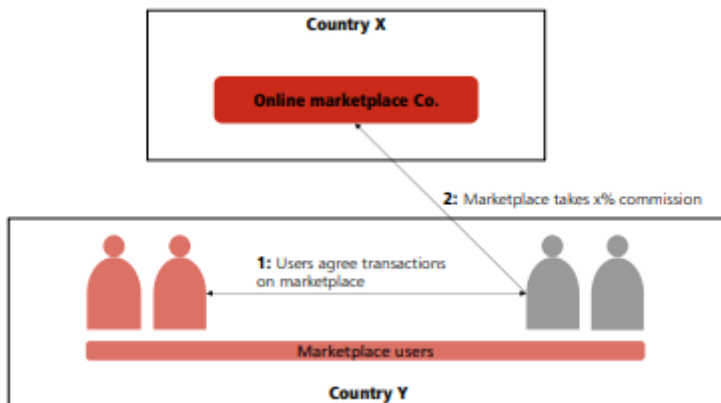 Country X
Online marketplace Co.
2: Marketplace takes x% commission
1: Users agree transactions
on marketplace
Marketplace users
Country Y